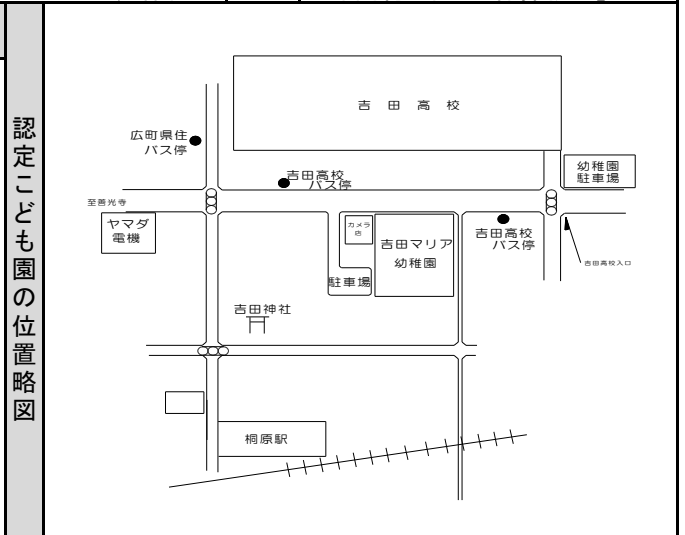 認定こども園の位置略図
吉田高校
広町県住
バス停
吉田高校
バス停
幼稚園
駐車場
至善光寺
ヤマダ
電機
カメラ
店
吉田マリア
幼稚園
吉田高校
バス停
吉田高校入口
駐車場
吉田神社
桐原駅